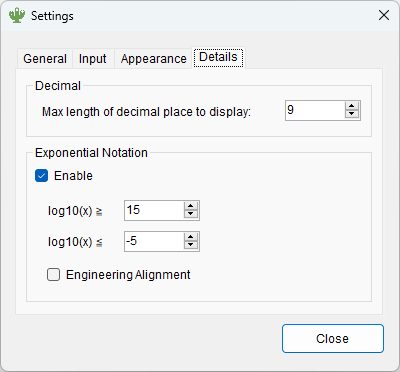 Settings
General Input Appearance Details
Decimal
Max length of decimal place to display: 9
Exponential Notation
Enable
log10(x) ≧ 15
log10(x) ≦ -5
Engineering Alignment
Close